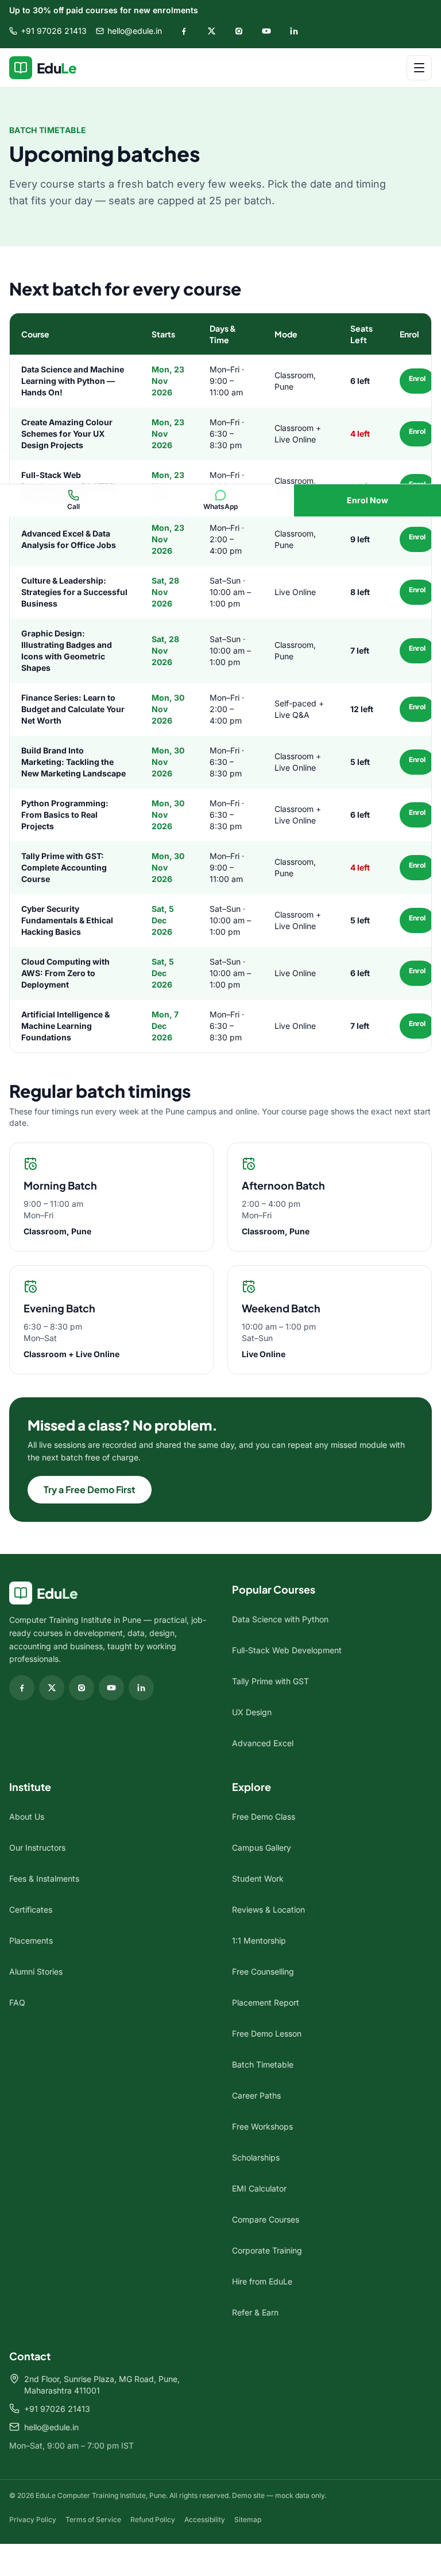 Up to 30% off paid courses for new enrolments
+91 97026 21413 hello@edule.in
EduLe
BATCH TIMETABLE
Upcoming batches
Every course starts a fresh batch every few weeks. Pick the date and timing
that fits your day — seats are capped at 25 per batch.
Next batch for every course
Course Starts Days & Time Mode Seats Left Enrol
Data Science and Machine Learning with Python — Hands On! Mon, 23 Nov 2026 Mon–Fri · 9:00 – 11:00 am Classroom, Pune 6 left Enrol
Create Amazing Colour Schemes for Your UX Design Projects Mon, 23 Nov 2026 Mon–Fri · 6:30 – 8:30 pm Classroom + Live Online 4 left Enrol
Full-Stack Web Mon, 23 Mon–Fri · Classroom,
Call WhatsApp Enrol Now
Advanced Excel & Data Analysis for Office Jobs Mon, 23 Nov 2026 Mon–Fri · 2:00 – 4:00 pm Classroom, Pune 9 left Enrol
Culture & Leadership: Strategies for a Successful Business Sat, 28 Nov 2026 Sat–Sun · 10:00 am – 1:00 pm Live Online 8 left Enrol
Graphic Design: Illustrating Badges and Icons with Geometric Shapes Sat, 28 Nov 2026 Sat–Sun · 10:00 am – 1:00 pm Classroom, Pune 7 left Enrol
Finance Series: Learn to Budget and Calculate Your Net Worth Mon, 30 Nov 2026 Mon–Fri · 2:00 – 4:00 pm Self-paced + Live Q&A 12 left Enrol
Build Brand Into Marketing: Tackling the New Marketing Landscape Mon, 30 Nov 2026 Mon–Fri · 6:30 – 8:30 pm Classroom + Live Online 5 left Enrol
Python Programming: From Basics to Real Projects Mon, 30 Nov 2026 Mon–Fri · 6:30 – 8:30 pm Classroom + Live Online 6 left Enrol
Tally Prime with GST: Complete Accounting Course Mon, 30 Nov 2026 Mon–Fri · 9:00 – 11:00 am Classroom, Pune 4 left Enrol
Cyber Security Fundamentals & Ethical Hacking Basics Sat, 5 Dec 2026 Sat–Sun · 10:00 am – 1:00 pm Classroom + Live Online 5 left Enrol
Cloud Computing with AWS: From Zero to Deployment Sat, 5 Dec 2026 Sat–Sun · 10:00 am – 1:00 pm Live Online 6 left Enrol
Artificial Intelligence & Machine Learning Foundations Mon, 7 Dec 2026 Mon–Fri · 6:30 – 8:30 pm Live Online 7 left Enrol
Regular batch timings
These four timings run every week at the Pune campus and online. Your course page shows the exact next start
date.
Morning Batch
9:00 – 11:00 am
Mon–Fri
Classroom, Pune
Afternoon Batch
2:00 – 4:00 pm
Mon–Fri
Classroom, Pune
Evening Batch
6:30 – 8:30 pm
Mon–Sat
Classroom + Live Online
Weekend Batch
10:00 am – 1:00 pm
Sat–Sun
Live Online
Missed a class? No problem.
All live sessions are recorded and shared the same day, and you can repeat any missed module with
the next batch free of charge.
Try a Free Demo First
EduLe
Computer Training Institute in Pune — practical, job-
ready courses in development, data, design,
accounting and business, taught by working
professionals.
Popular Courses
Data Science with Python
Full-Stack Web Development
Tally Prime with GST
UX Design
Advanced Excel
Institute
About Us
Our Instructors
Fees & Instalments
Certificates
Placements
Alumni Stories
FAQ
Explore
Free Demo Class
Campus Gallery
Student Work
Reviews & Location
1:1 Mentorship
Free Counselling
Placement Report
Free Demo Lesson
Batch Timetable
Career Paths
Free Workshops
Scholarships
EMI Calculator
Compare Courses
Corporate Training
Hire from EduLe
Refer & Earn
Contact
2nd Floor, Sunrise Plaza, MG Road, Pune,
Maharashtra 411001
+91 97026 21413
hello@edule.in
Mon–Sat, 9:00 am – 7:00 pm IST
© 2026 EduLe Computer Training Institute, Pune. All rights reserved. Demo site — mock data only.
Privacy Policy Terms of Service Refund Policy Accessibility Sitemap